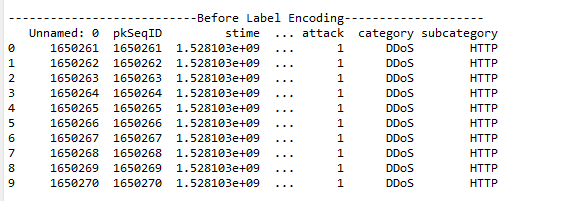 ---------------------------Before Label Encoding--------------------
Unnamed: 0 pkSeqID stime ... attack category subcategory
0 1650261 1650261 1.528103e+09 ... 1 DDoS HTTP
1 1650262 1650262 1.528103e+09 ... 1 DDoS HTTP
2 1650263 1650263 1.528103e+09 ... 1 DDoS HTTP
3 1650264 1650264 1.528103e+09 ... 1 DDoS HTTP
4 1650265 1650265 1.528103e+09 ... 1 DDoS HTTP
5 1650266 1650266 1.528103e+09 ... 1 DDoS HTTP
6 1650267 1650267 1.528103e+09 ... 1 DDoS HTTP
7 1650268 1650268 1.528103e+09 ... 1 DDoS HTTP
8 1650269 1650269 1.528103e+09 ... 1 DDoS HTTP
9 1650270 1650270 1.528103e+09 ... 1 DDoS HTTP